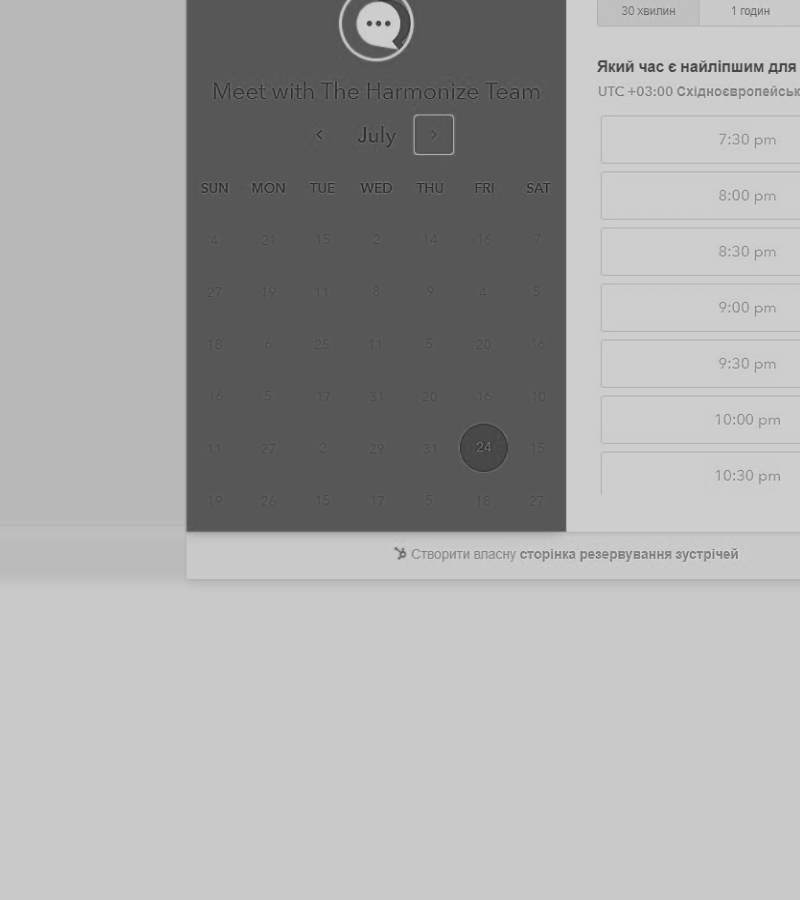 30 хвилин 1 годин
Meet with The Harmonize Team
July
SUN MON TUE WED THU FRI SAT
4 21 15 2 14 16 7
27 19 11 8 9 4 5
18 6 25 11 5 20 16
16 5 17 31 20 16 10
11 27 2 29 31 24 15
19 26 15 17 5 18 27
Який час є найліпшим для
UTC +03:00 Східноєвропейськ
7:30 pm
8:00 pm
8:30 pm
9:00 pm
9:30 pm
10:00 pm
10:30 pm
Створити власну сторінка резервування зустрічей